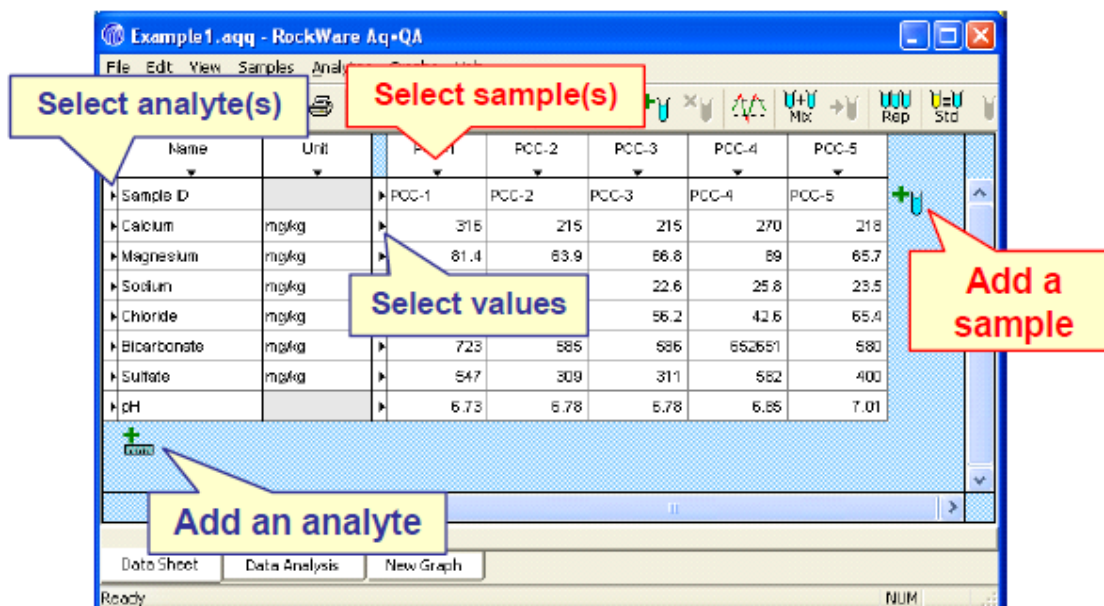 Example1.aqq - RockWare Aq•QA
File Edit View Samples
Select analyte(s)
Select sample(s)
Mix Rep Std
Name Unit PCC-2 PCC-3 PCC-4 PCC-5
Sample ID PCC-1 PCC-2 PCC-3 PCC-4 PCC-5
Calcium mg/kg 315 215 215 270 218
Magnesium mg/kg 81.4 63.9 66.8 89 65.7
Sodium mg/kg 22.6 25.8 23.5
Select values
Add a
sample
Chloride mg/kg 56.2 42.6 65.4
Bicarbonate mg/kg 723 585 586 652651 580
Sulfate mg/kg 547 309 311 582 400
pH 6.73 6.78 6.78 6.85 7.01
Add an analyte
Data Sheet Data Analysis New Graph
Ready NUM